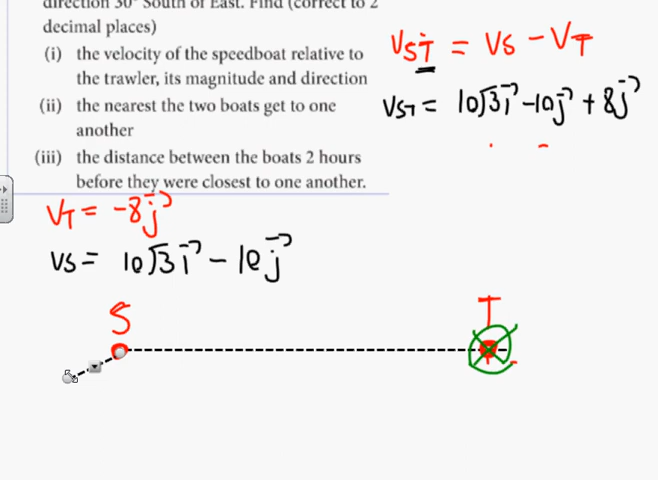 direction 30° South of East. Find (correct to 2
decimal places)
(i) the velocity of the speedboat relative to
the trawler, its magnitude and direction
(ii) the nearest the two boats get to one
another
(iii) the distance between the boats 2 hours
before they were closest to one another.
VST = VS - VT
VST = 10√3i⃗ - 10j⃗ + 8j⃗
VT = -8j⃗
VS = 10√3i⃗ - 10j⃗
S
T